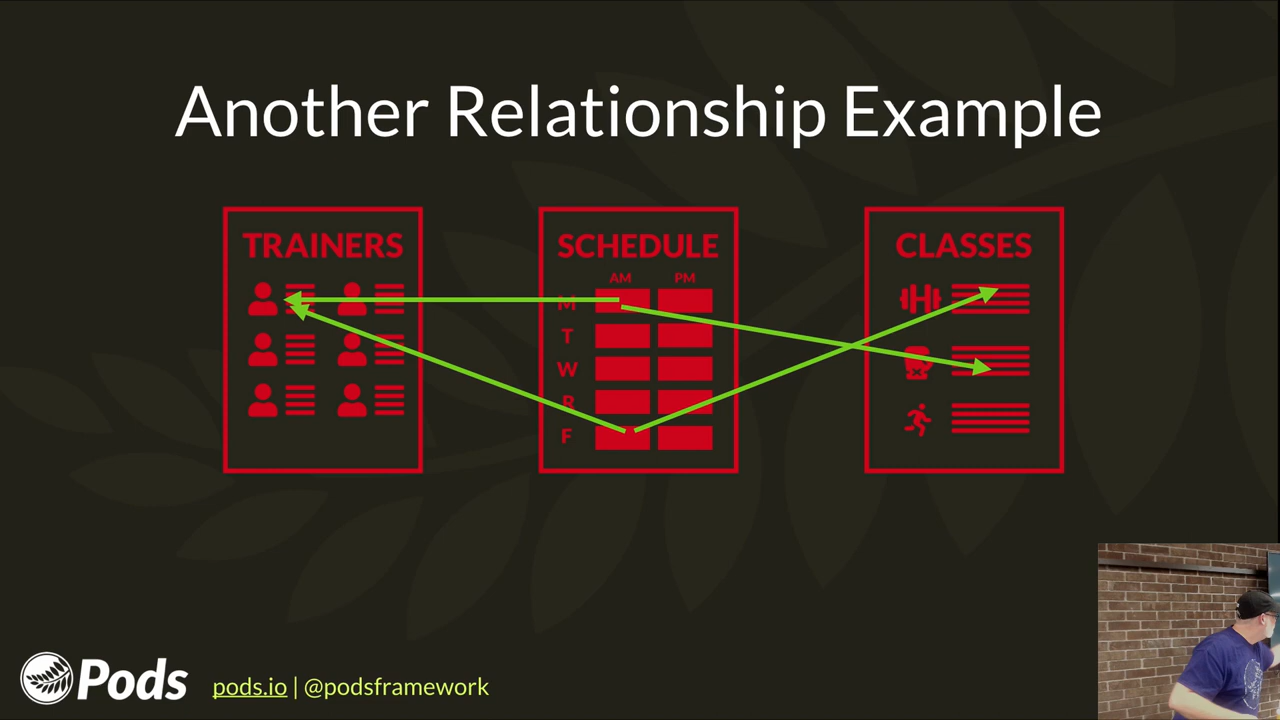 Another Relationship Example
TRAINERS
SCHEDULE
AM PM
M
T
W
R
F
CLASSES
Pods
pods.io | @podsframework